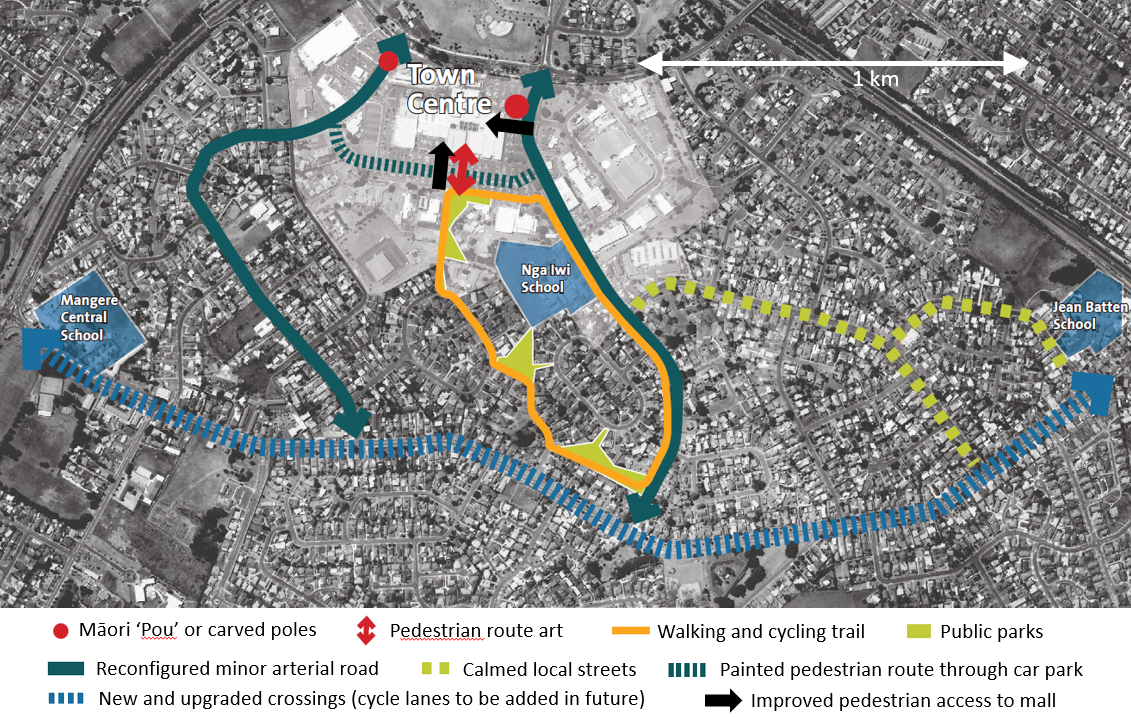 Town
Centre
1 km
Nga Iwi
School
Mangere
Central
School
Jean Batten
School
Māori ‘Pou’ or carved poles
Pedestrian route art
Walking and cycling trail
Public parks
Reconfigured minor arterial road
Calmed local streets
Painted pedestrian route through car park
New and upgraded crossings (cycle lanes to be added in future)
Improved pedestrian access to mall